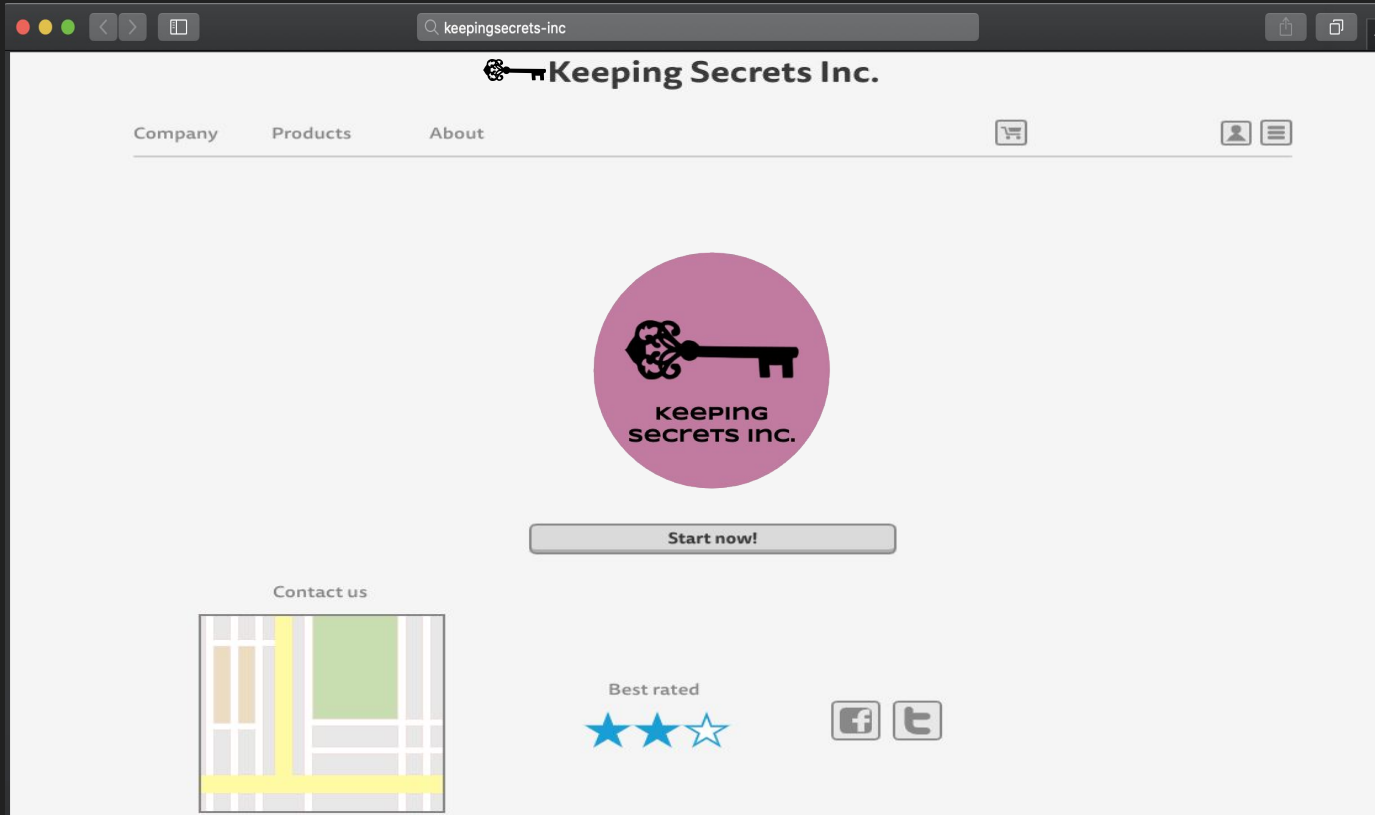 keepingsecrets-inc
Keeping Secrets Inc.
Company Products About
Keeping
secrets inc.
Start now!
Contact us
Best rated